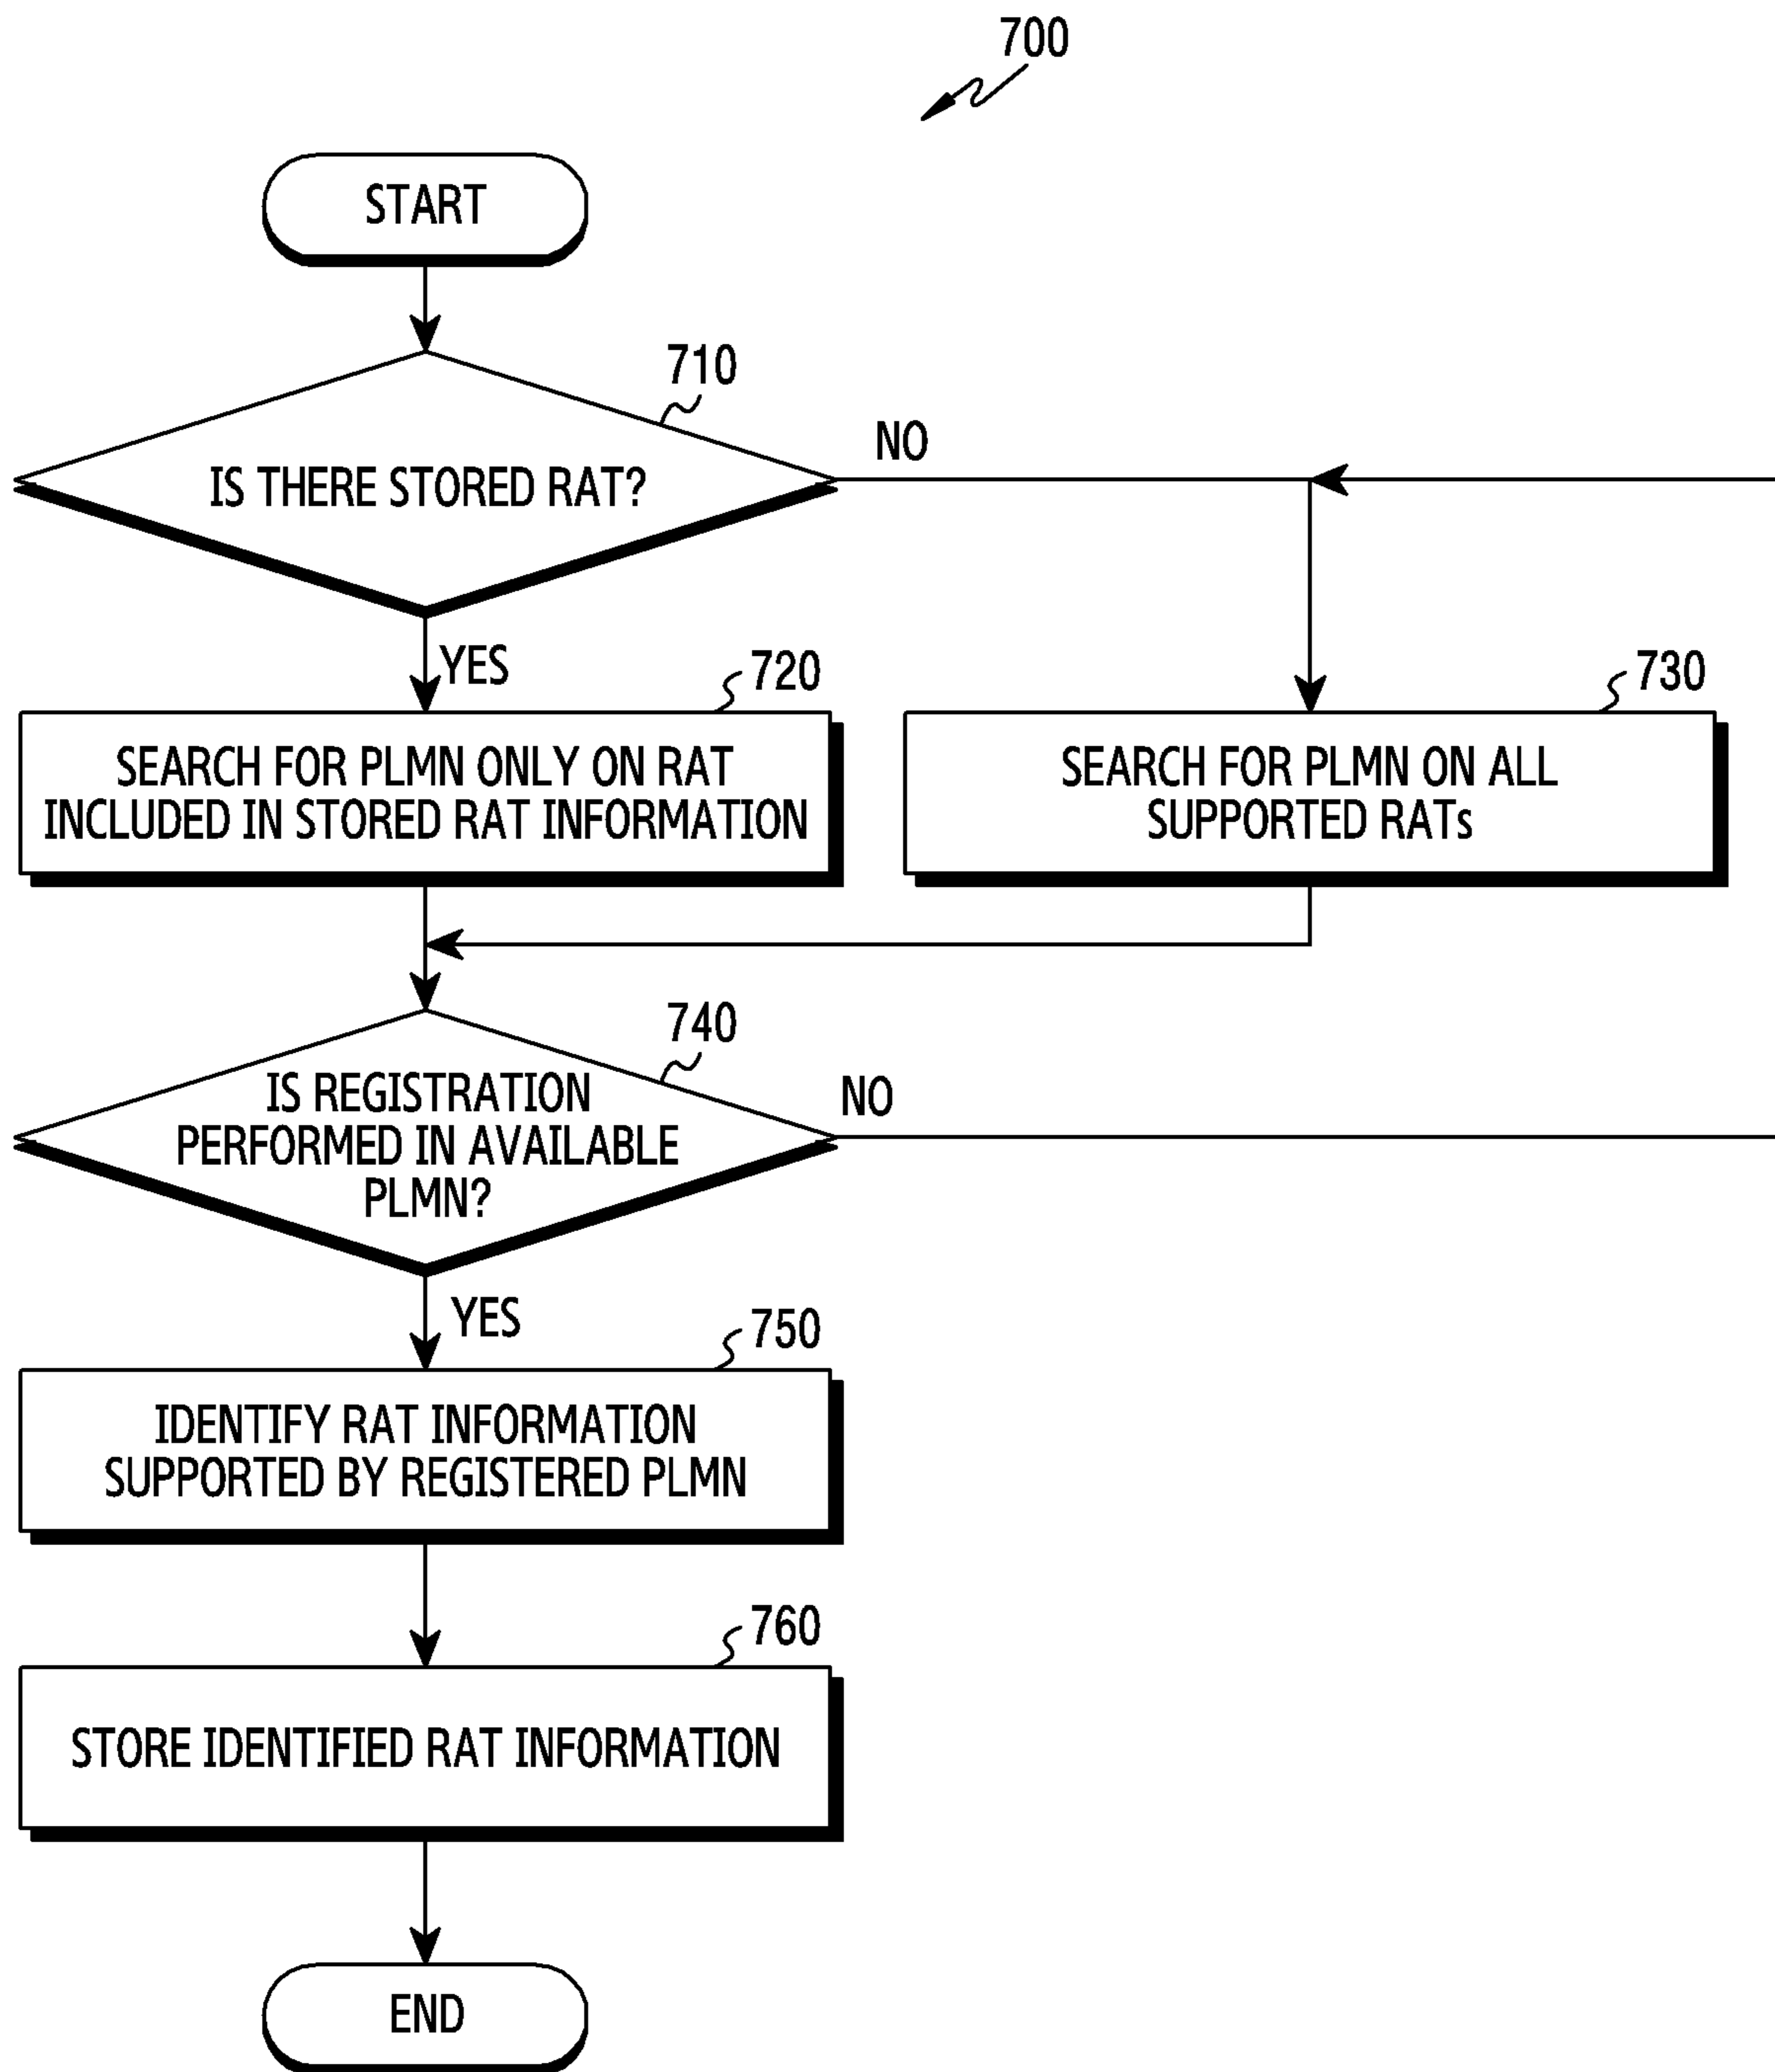 700
START
710
IS THERE STORED RAT?
NO
YES
720
SEARCH FOR PLMN ONLY ON RAT
INCLUDED IN STORED RAT INFORMATION
730
SEARCH FOR PLMN ON ALL
SUPPORTED RATs
740
IS REGISTRATION
PERFORMED IN AVAILABLE
PLMN?
NO
YES
750
IDENTIFY RAT INFORMATION
SUPPORTED BY REGISTERED PLMN
760
STORE IDENTIFIED RAT INFORMATION
END